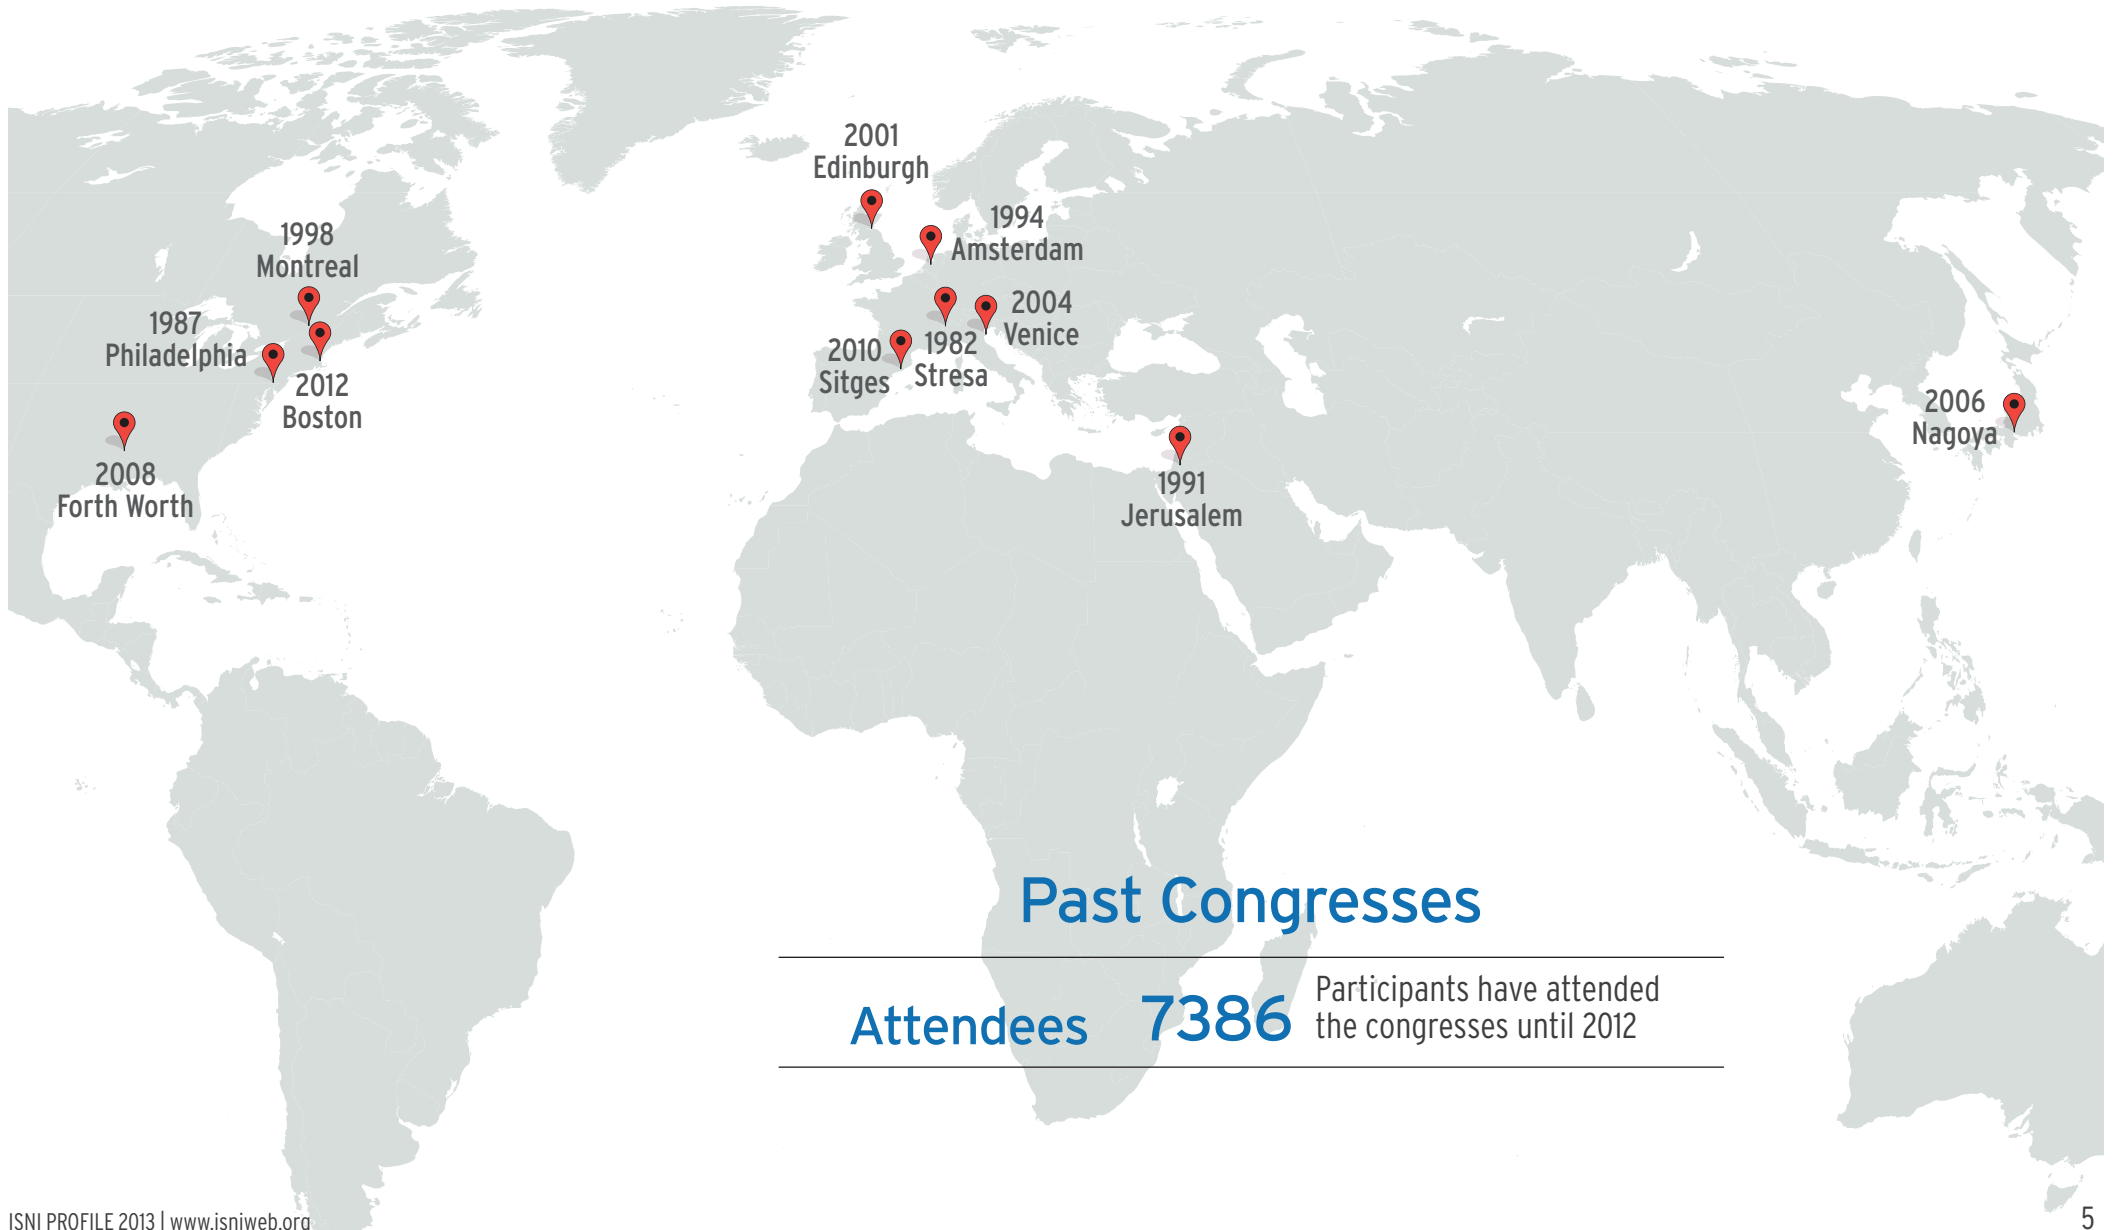 2001
Edinburgh
1994
Amsterdam
1998
Montreal
1987
Philadelphia
2012
Boston
2008
Forth Worth
2004
Venice
2010
Sitges
1982
Stresa
1991
Jerusalem
2006
Nagoya
Past Congresses
Attendees 7386
Participants have attended
the congresses until 2012
ISNI PROFILE 2013 | www.isniweb.org
5